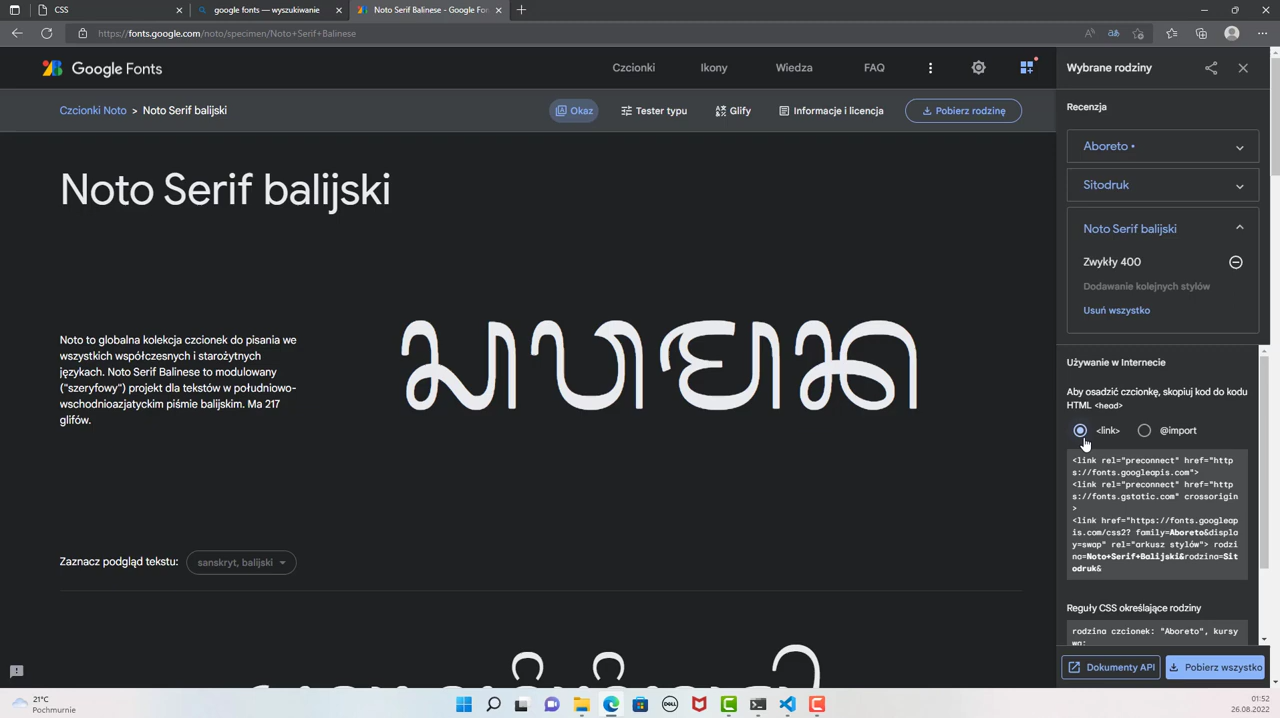 CSS
google fonts — wyszukiwanie
Noto Serif Balinese - Google Fon
https://fonts.google.com/noto/specimen/Noto+Serif+Balinese
Google Fonts
Czcionki
Ikony
Wiedza
FAQ
Wybrane rodziny
Czcionki Noto > Noto Serif balijski
Okaz
Tester typu
Glify
Informacje i licencja
Pobierz rodzinę
Recenzja
Aboreto •
Sitodruk
Noto Serif balijski
Zwykły 400
Dodawanie kolejnych stylów
Usuń wszystko
Noto Serif balijski
Noto to globalna kolekcja czcionek do pisania we
wszystkich współczesnych i starożytnych
językach. Noto Serif Balinese to modulowany
("szeryfowy") projekt dla tekstów w południowo-
wschodnioazjatyckim piśmie balijskim. Ma 217
glifów.
Używanie w Internecie
Aby osadzić czcionkę, skopiuj kod do kodu
HTML <head>
<link>
@import
<link rel="preconnect" href="http
s://fonts.googleapis.com">
<link rel="preconnect" href="http
s://fonts.gstatic.com" crossorigin
>
<link href="https://fonts.googleap
is.com/css2? family=Aboreto&displa
y=swap" rel="orkusz stylów"> rodzi
na=Noto+Serif+Balijski&rodzina=Sit
odruk&
Zaznacz podgląd tekstu:
sanskryt, balijski
Reguły CSS określające rodziny
rodzina czcionek: "Aboreto", kursy
wa;
Dokumenty API
Pobierz wszystko
21°C
Pochmurnie
01:52
26.08.2022